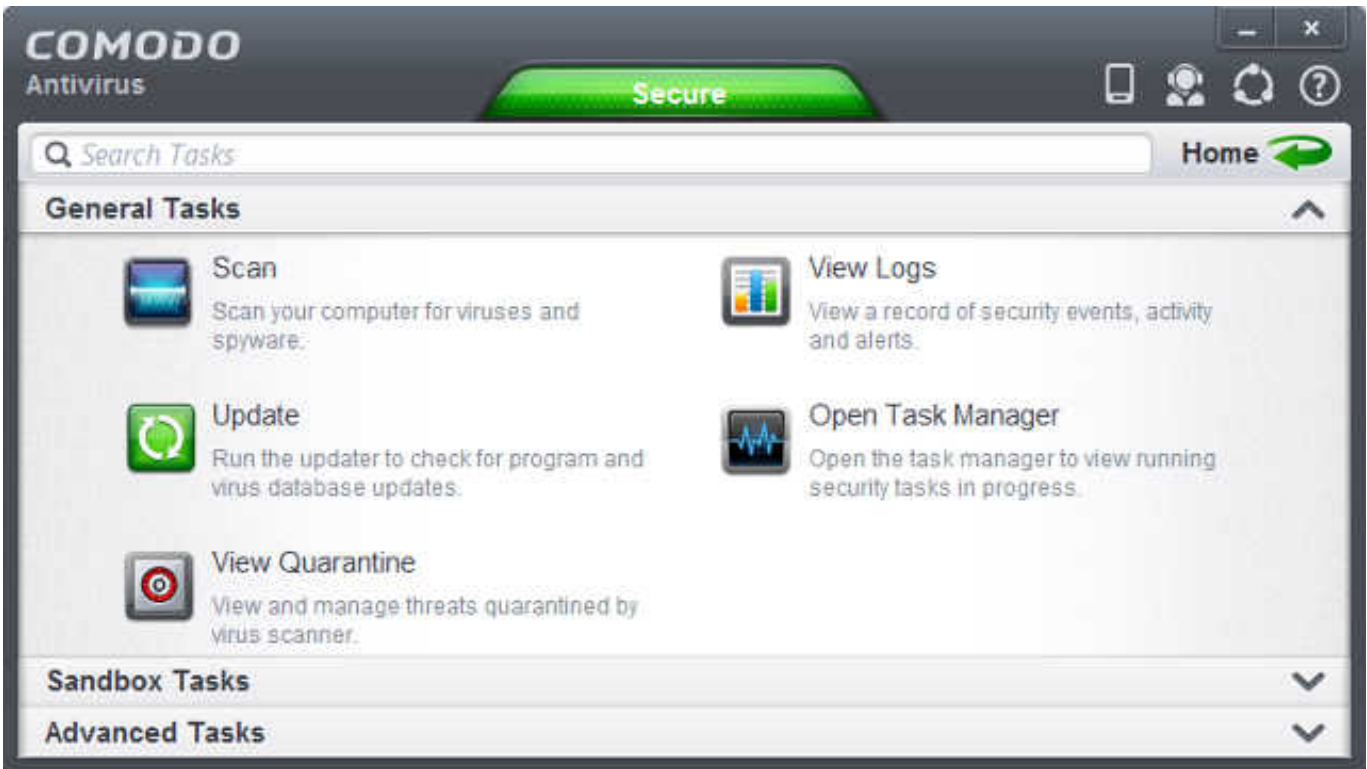 COMODO
Antivirus
Secure
Search Tasks
Home
General Tasks
Scan
Scan your computer for viruses and
spyware.
View Logs
View a record of security events, activity
and alerts.
Update
Run the updater to check for program and
virus database updates.
Open Task Manager
Open the task manager to view running
security tasks in progress.
View Quarantine
View and manage threats quarantined by
virus scanner.
Sandbox Tasks
Advanced Tasks